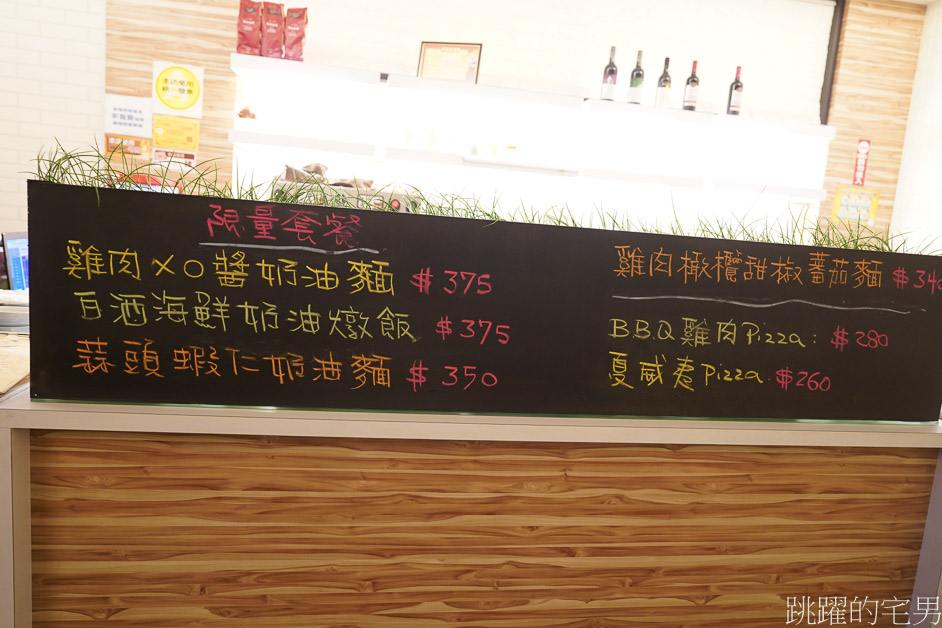 限量套餐
雞肉XO醬奶油麵 $375
白酒海鮮奶油燉飯 $375
蒜頭蝦仁奶油麵 $350
雞肉橄欖甜椒蕃茄麵 $340
B.B.Q雞肉Pizza: $280
夏威夷Pizza $260
跳躍的宅男